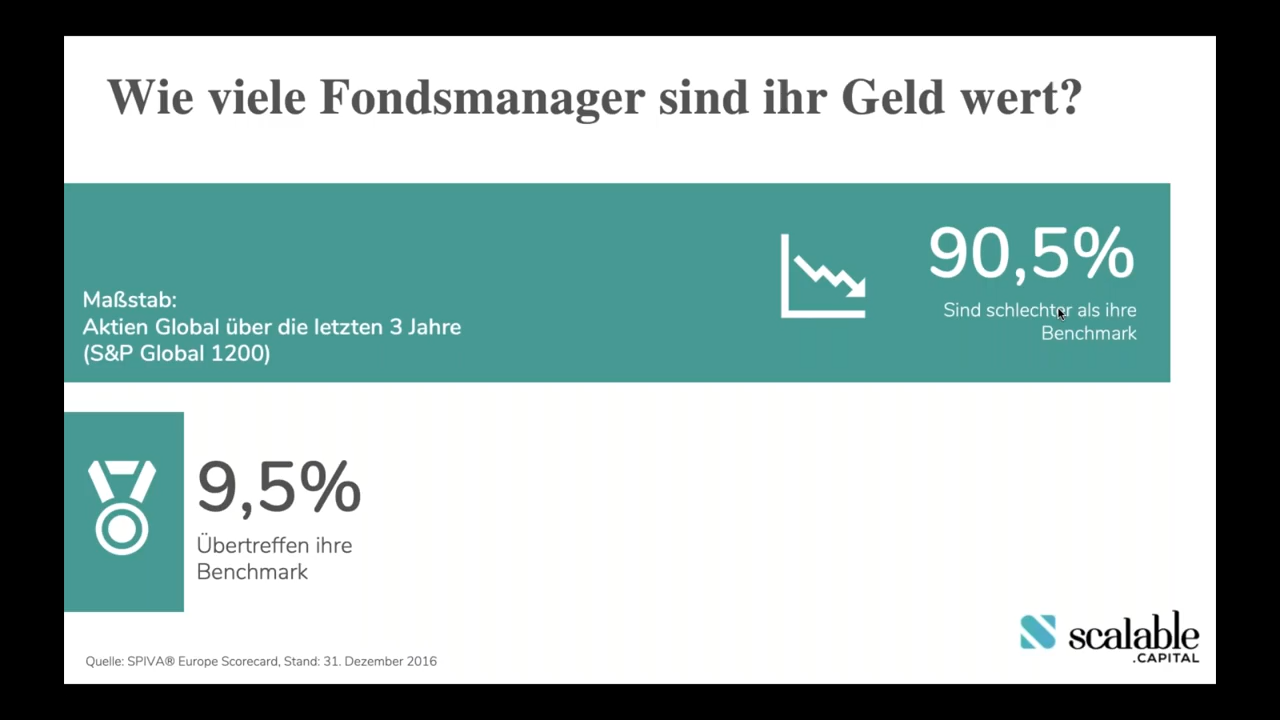 Wie viele Fondsmanager sind ihr Geld wert?
90,5%
Sind schlechter als ihre
Benchmark
Maßstab:
Aktien Global über die letzten 3 Jahre
(S&P Global 1200)
9,5%
Übertreffen ihre
Benchmark
Quelle: SPIVA® Europe Scorecard, Stand: 31. Dezember 2016
scalable
.CAPITAL